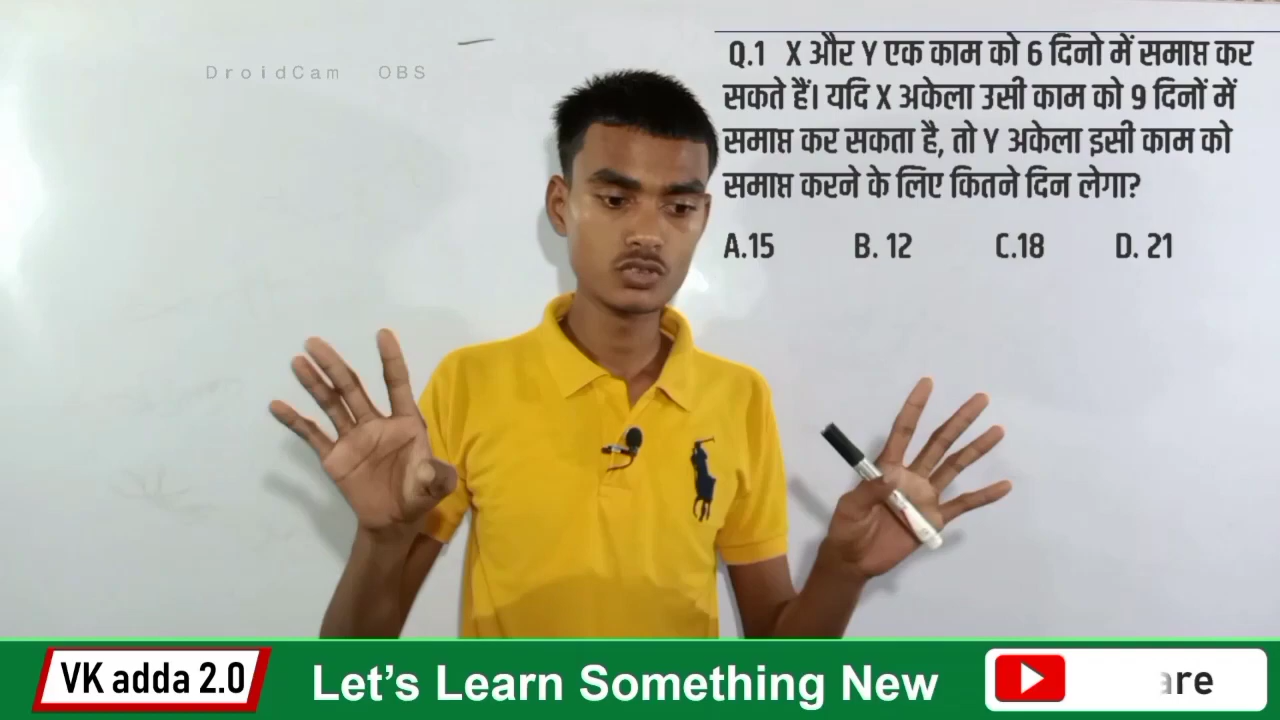 DroidCam OBS
Q.1 X और Y एक काम को 6 दिनो में समाप्त कर
सकते हैं। यदि X अकेला उसी काम को 9 दिनों में
समाप्त कर सकता है, तो Y अकेला इसी काम को
समाप्त करने के लिए कितने दिन लेगा?
A.15 B. 12 C.18 D. 21
VK adda 2.0
Let's Learn Something New